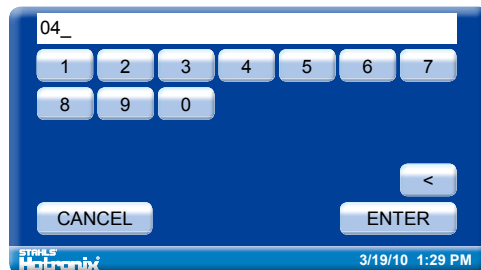 04_
1 2 3 4 5 6 7
8 9 0
<
CANCEL ENTER
STAHLS'
Hotronix
3/19/10 1:29 PM